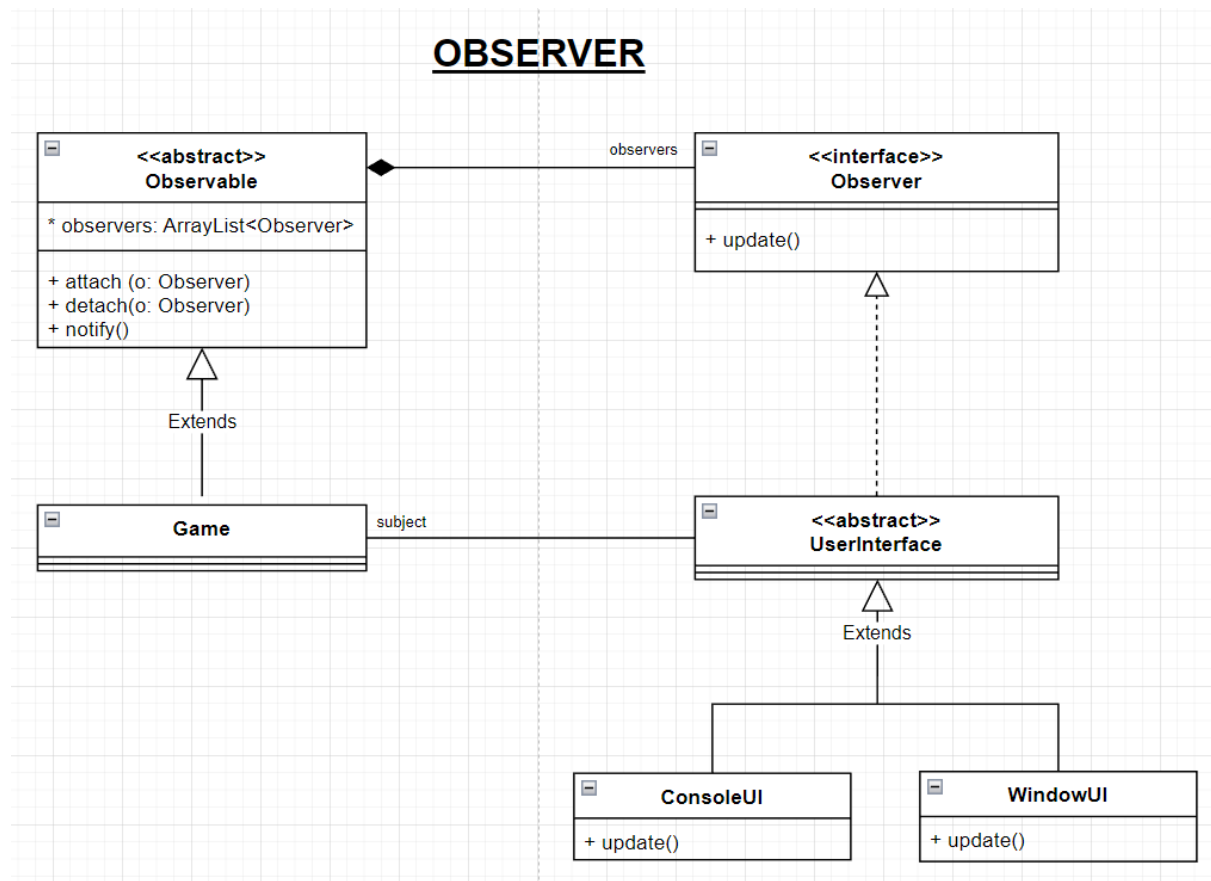 OBSERVER
<<abstract>>
Observable
* observers: ArrayList<Observer>
+ attach (o: Observer)
+ detach(o: Observer)
+ notify()
observers
<<interface>>
Observer
+ update()
Extends
Game
subject
<<abstract>>
UserInterface
Extends
ConsoleUI
+ update()
WindowUI
+ update()